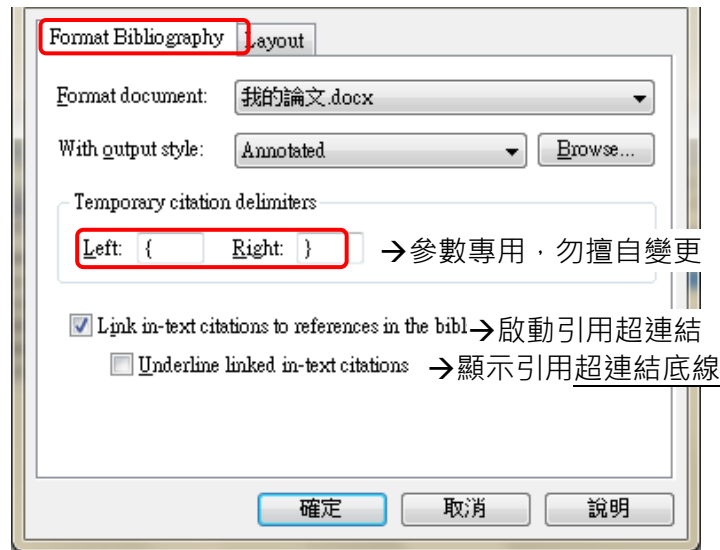 Format Bibliography Layout
Format document: 我的論文.docx
With output style: Annotated Browse...
Temporary citation delimiters
Left: { Right: } →參數專用，勿擅自變更
Link in-text citations to references in the bibl→啟動引用超連結
Underline linked in-text citations →顯示引用超連結底線
確定 取消 說明